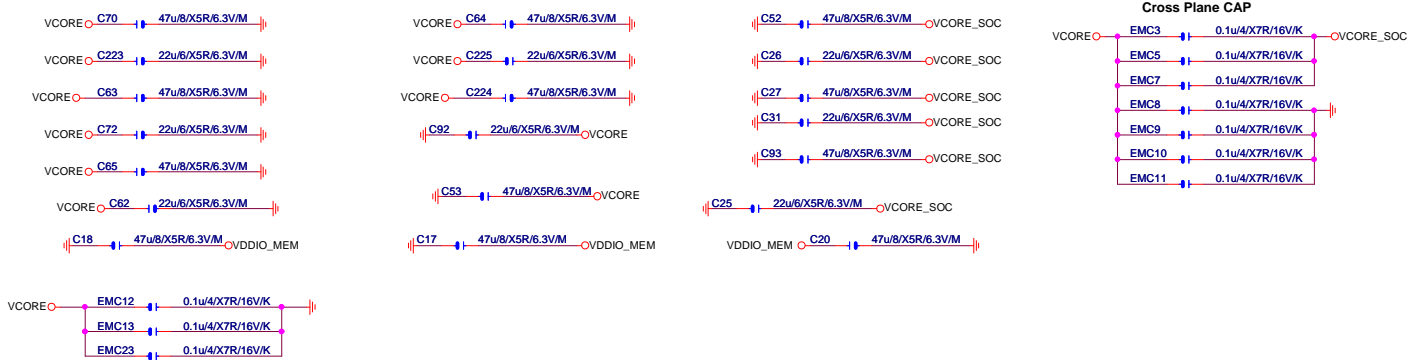 Cross Plane CAP
VCORE C70 47u/8/X5R/6.3V/M
VCORE C64 47u/8/X5R/6.3V/M
C52 47u/8/X5R/6.3V/M VCORE_SOC
VCORE EMC3 0.1u/4/X7R/16V/K VCORE_SOC
VCORE C223 22u/6/X5R/6.3V/M
VCORE C225 22u/6/X5R/6.3V/M
C26 22u/6/X5R/6.3V/M VCORE_SOC
EMC5 0.1u/4/X7R/16V/K
EMC7 0.1u/4/X7R/16V/K
VCORE C63 47u/8/X5R/6.3V/M
VCORE C224 47u/8/X5R/6.3V/M
C27 47u/8/X5R/6.3V/M VCORE_SOC
EMC8 0.1u/4/X7R/16V/K
C31 22u/6/X5R/6.3V/M VCORE_SOC
VCORE C72 22u/6/X5R/6.3V/M
C92 22u/6/X5R/6.3V/M VCORE
EMC9 0.1u/4/X7R/16V/K
C93 47u/8/X5R/6.3V/M VCORE_SOC
EMC10 0.1u/4/X7R/16V/K
VCORE C65 47u/8/X5R/6.3V/M
EMC11 0.1u/4/X7R/16V/K
C53 47u/8/X5R/6.3V/M VCORE
VCORE C62 22u/6/X5R/6.3V/M
C25 22u/6/X5R/6.3V/M VCORE_SOC
C18 47u/8/X5R/6.3V/M VDDIO_MEM
C17 47u/8/X5R/6.3V/M VDDIO_MEM
VDDIO_MEM C20 47u/8/X5R/6.3V/M
VCORE EMC12 0.1u/4/X7R/16V/K
EMC13 0.1u/4/X7R/16V/K
EMC23 0.1u/4/X7R/16V/K